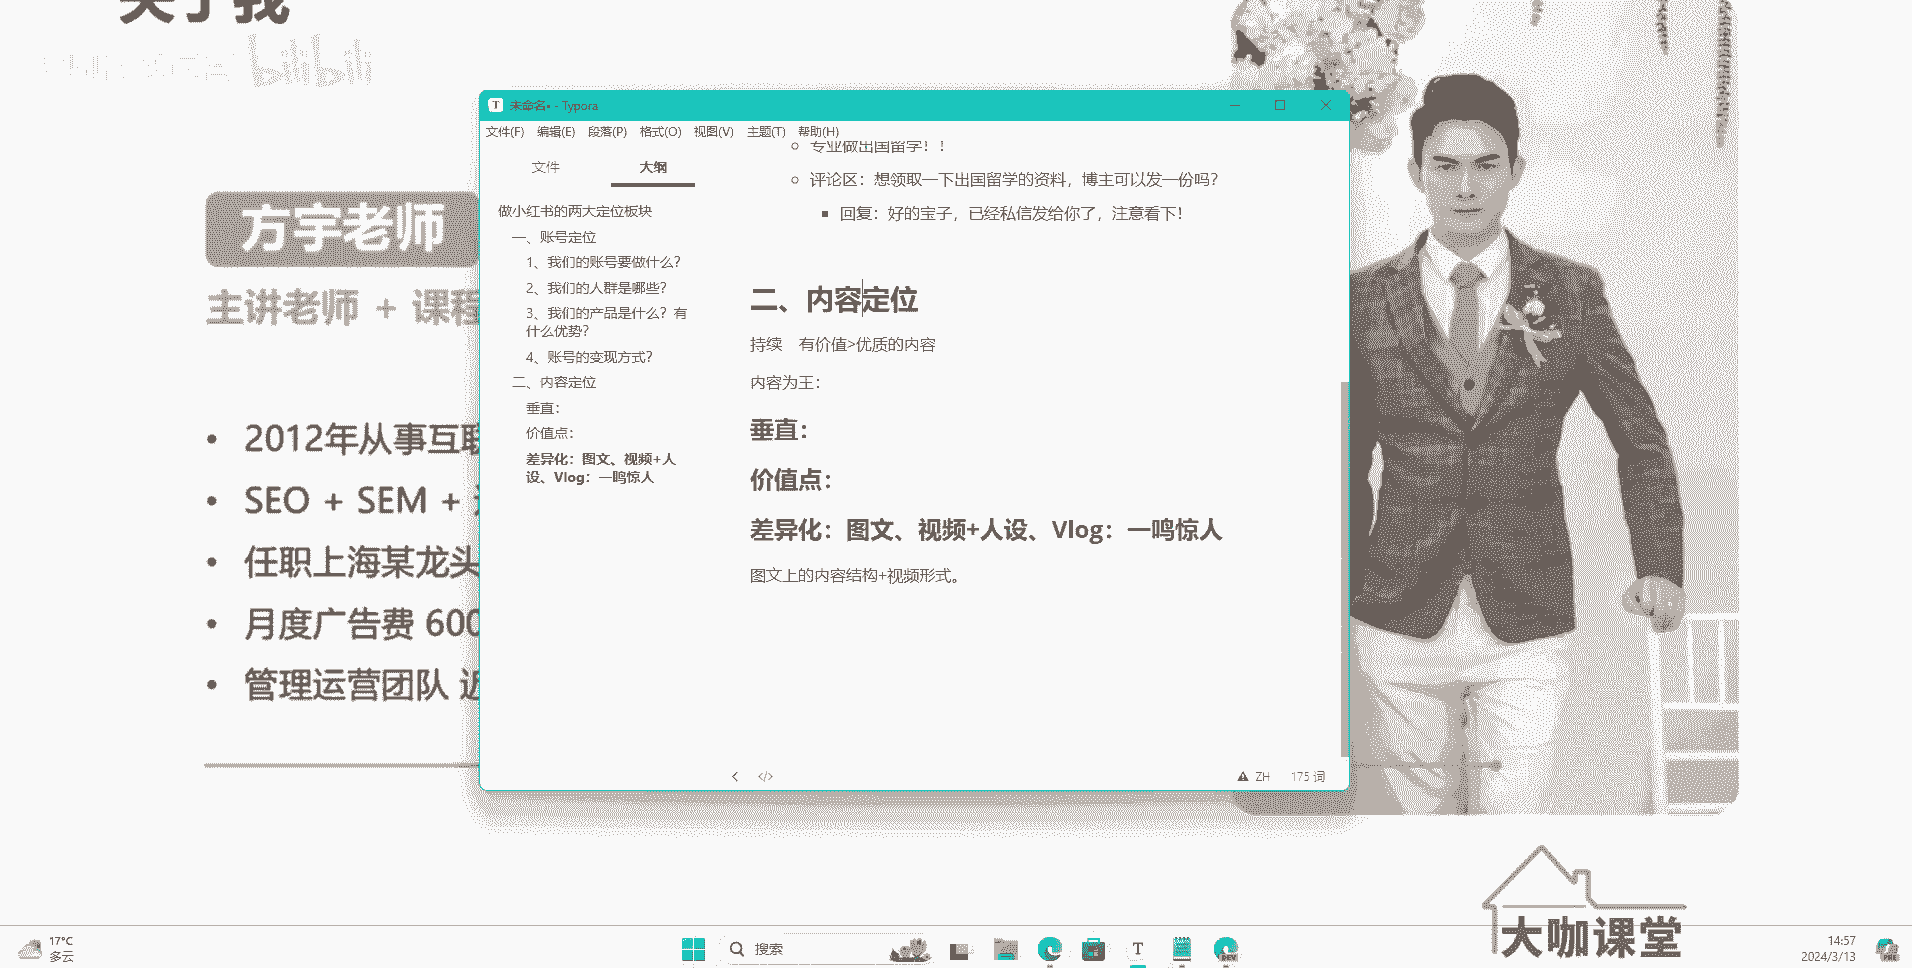 关于我
bilibili
方宇老师
主讲老师 + 课程
2012年从事互联
SEO + SEM +
任职上海某龙头
月度广告费 600
管理运营团队 近
未命名• - Typora
文件(F) 编辑(E) 段落(P) 格式(O) 视图(V) 主题(T) 帮助(H)
文件 大纲
做小红书的两大定位板块
一、账号定位
1、我们的账号要做什么？
2、我们的人群是哪些？
3、我们的产品是什么？有
什么优势？
4、账号的变现方式？
二、内容定位
垂直：
价值点：
差异化：图文、视频+人
设、Vlog：一鸣惊人
专业做出国留学！！
评论区：想领取一下出国留学的资料，博主可以发一份吗？
回复：好的宝子，已经私信发给你了，注意看下！
二、内容定位
持续 有价值>优质的内容
内容为王：
垂直：
价值点：
差异化：图文、视频+人设、Vlog：一鸣惊人
图文上的内容结构+视频形式。
ZH 175 词
大咖课堂
17°C
多云
搜索
14:57
2024/3/13